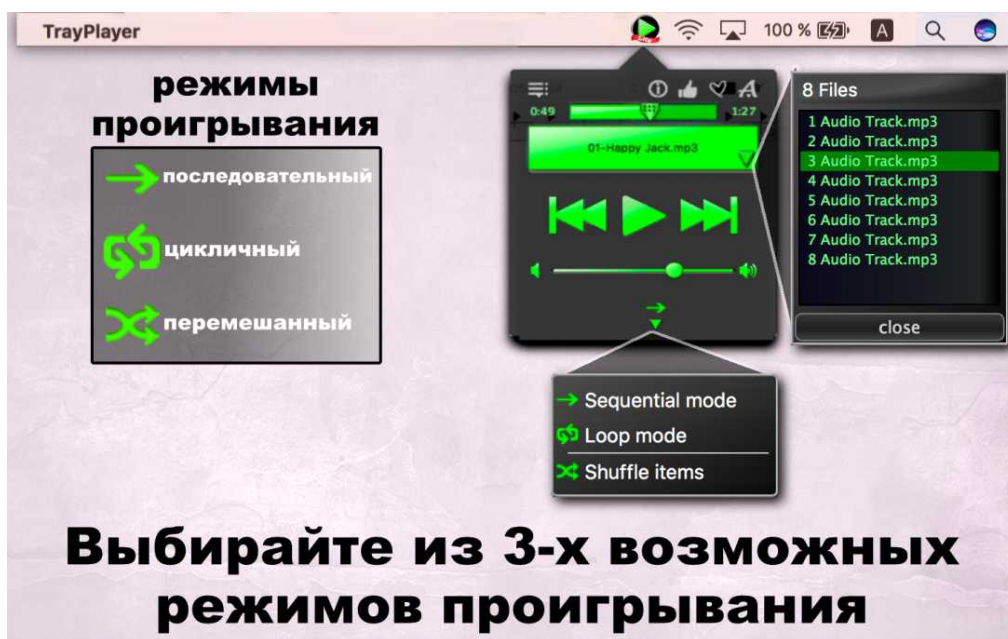 TrayPlayer
100 %
A
режимы
проигрывания
последовательный
цикличный
перемешанный
0:49
1:27
01-Happy Jack.mp3
8 Files
1 Audio Track.mp3
2 Audio Track.mp3
3 Audio Track.mp3
4 Audio Track.mp3
5 Audio Track.mp3
6 Audio Track.mp3
7 Audio Track.mp3
8 Audio Track.mp3
close
Sequential mode
Loop mode
Shuffle items
Выбирайте из 3-х возможных
режимов проигрывания